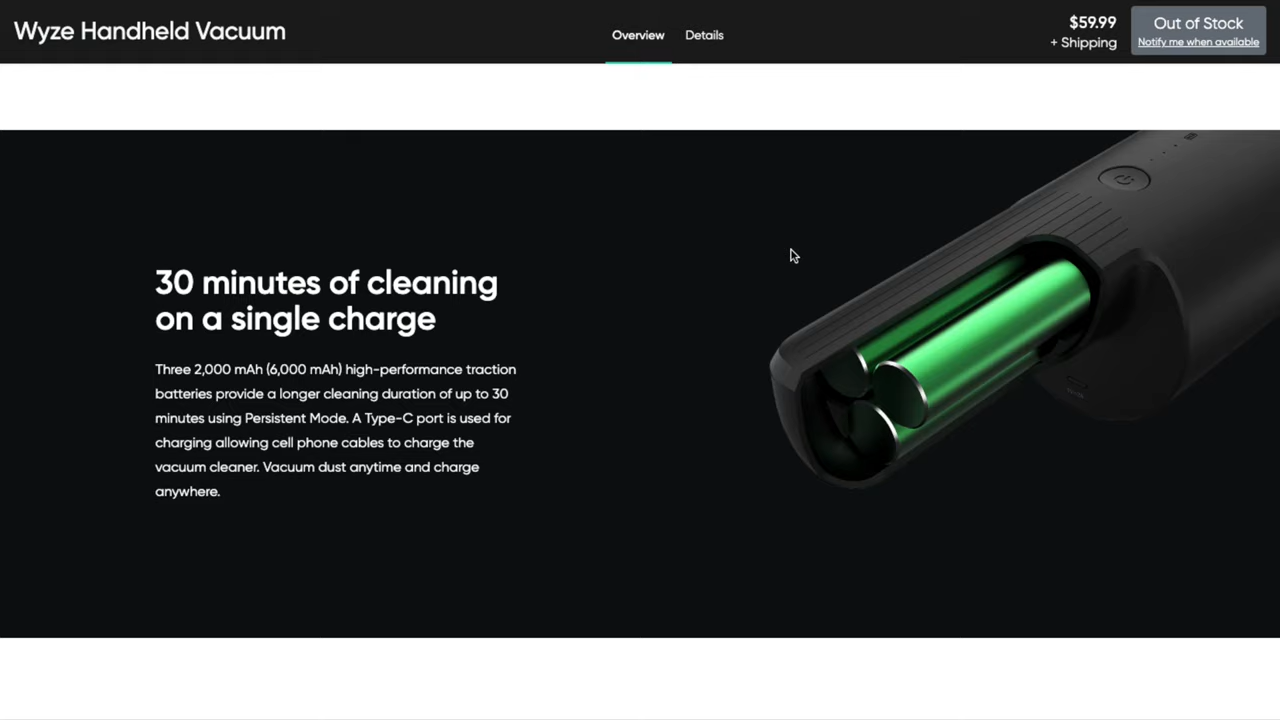 Wyze Handheld Vacuum
Overview
Details
$59.99
+ Shipping
Out of Stock
Notify me when available
30 minutes of cleaning
on a single charge
Three 2,000 mAh (6,000 mAh) high-performance traction
batteries provide a longer cleaning duration of up to 30
minutes using Persistent Mode. A Type-C port is used for
charging allowing cell phone cables to charge the
vacuum cleaner. Vacuum dust anytime and charge
anywhere.